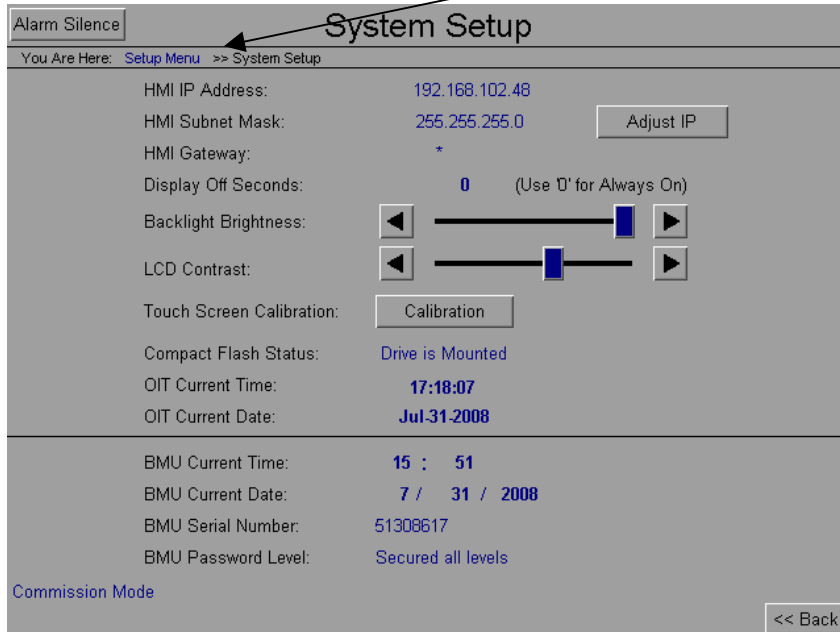 Alarm Silence
System Setup
You Are Here: Setup Menu >> System Setup
HMI IP Address: 192.168.102.48
HMI Subnet Mask: 255.255.255.0 Adjust IP
HMI Gateway: *
Display Off Seconds: 0 (Use '0' for Always On)
Backlight Brightness:
LCD Contrast:
Touch Screen Calibration: Calibration
Compact Flash Status: Drive is Mounted
OIT Current Time: 17:18:07
OIT Current Date: Jul-31-2008
BMU Current Time: 15 : 51
BMU Current Date: 7 / 31 / 2008
BMU Serial Number: 51308617
BMU Password Level: Secured all levels
Commission Mode
<< Back